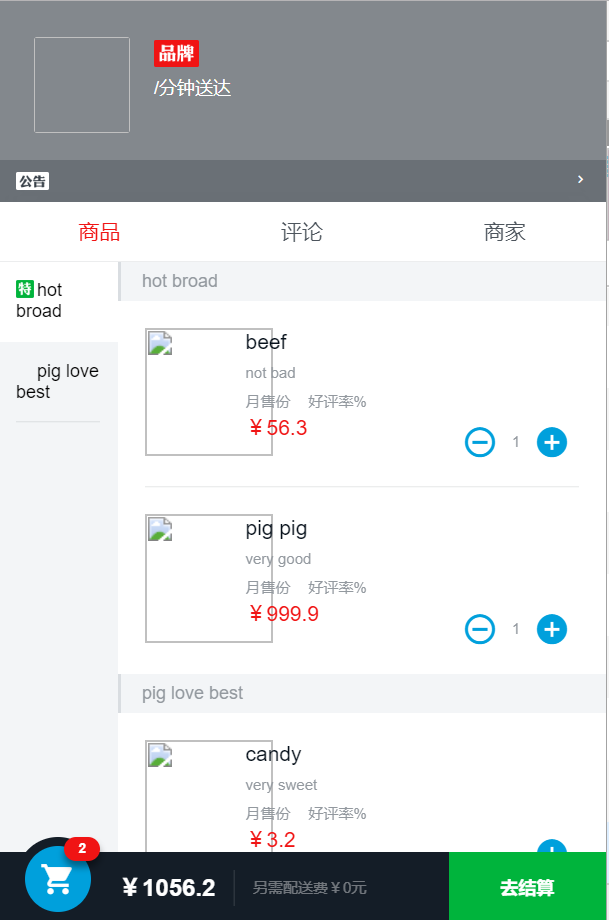 品牌
/分钟送达
公告
商品 评论 商家
特 hot
broad
pig love
best
hot broad
beef
not bad
月售份 好评率%
￥56.3
1
pig pig
very good
月售份 好评率%
￥999.9
1
pig love best
candy
very sweet
月售份 好评率%
￥3.2
2
￥1056.2
另需配送费￥0元
去结算